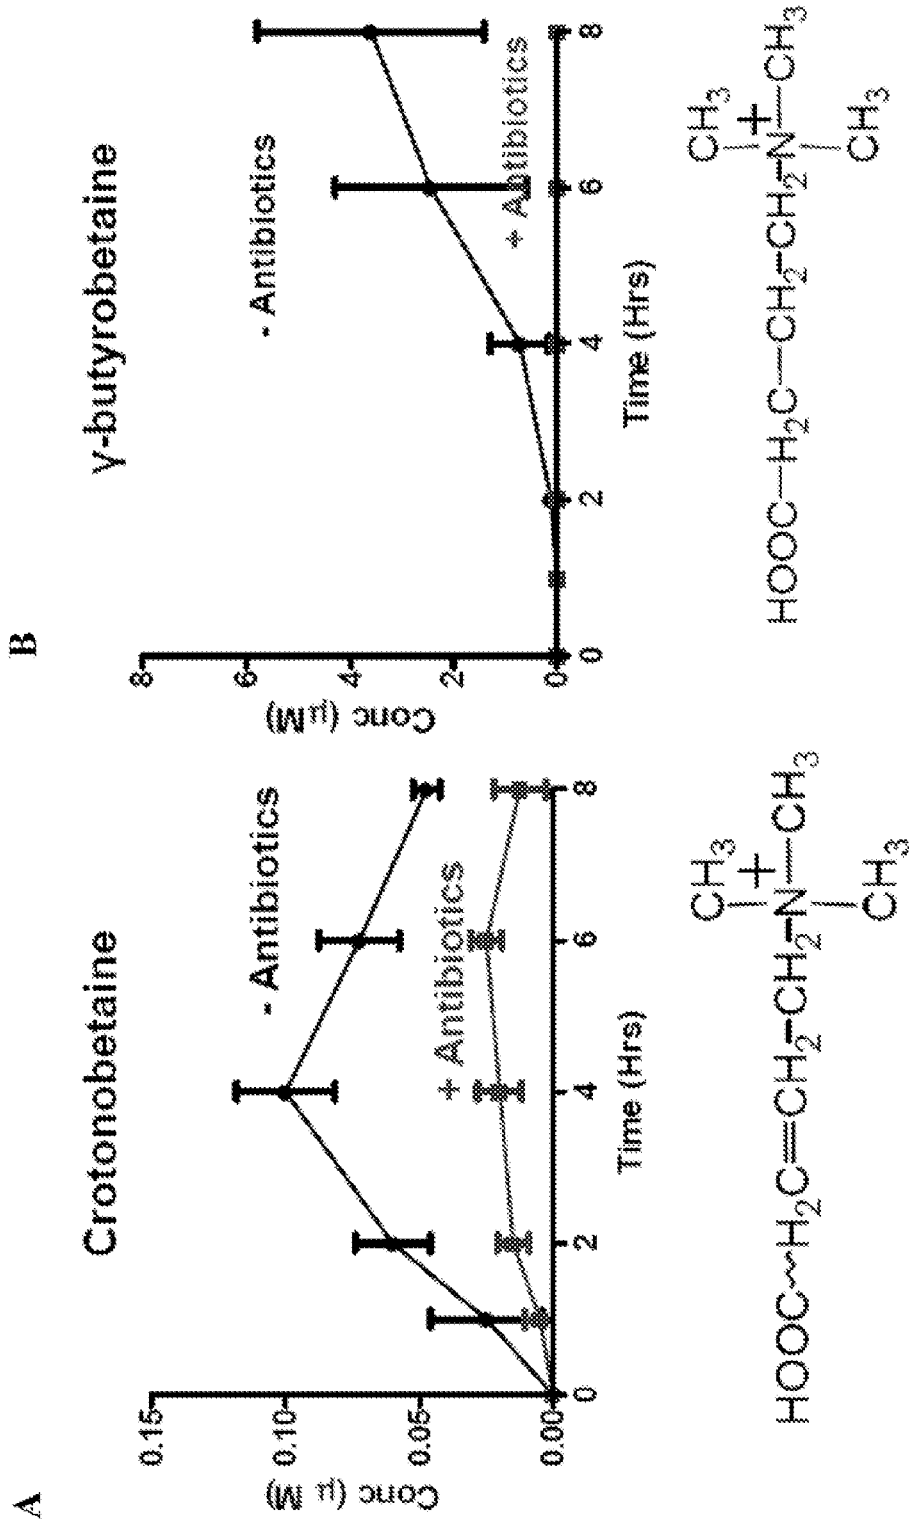 A
Crotonobetaine
Conc (μ M)
0.15
0.10
0.05
0.00
- Antibiotics
+ Antibiotics
0 2 4 6 8
Time (Hrs)
CH3
HOOC H2C=CH2-CH2-N+-CH3
CH3
B
γ-butyrobetaine
Conc (μM)
8
6
4
2
0
- Antibiotics
+ Antibiotics
0 2 4 6 8
Time (Hrs)
CH3
HOOC-H2C-CH2-CH2-N+-CH3
CH3